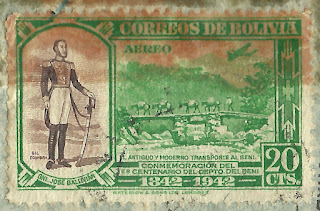 CORREOS DE BOLIVIA
AEREO
EL ANTIGUO Y MODERNO TRANSPORTE AL BENI.
CONMEMORACION DEL
1er CENTENARIO DEL DEPTO. DEL BENI
1842-1942
20
CTS.
GRL. JOSE BALLIVIAN